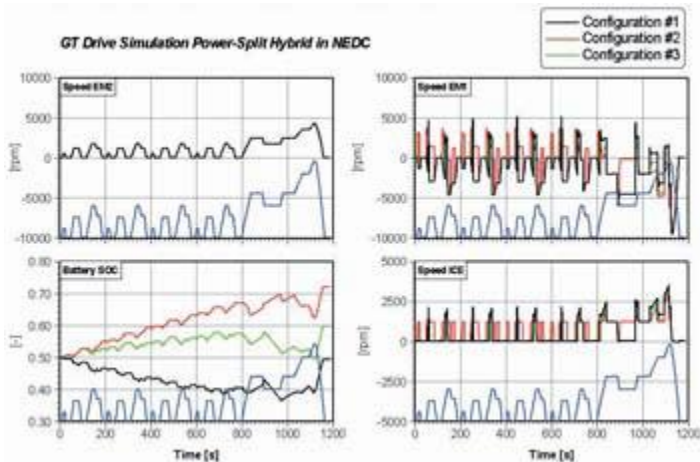 GT Drive Simulation Power-Split Hybrid in NEDC
Configuration #1
Configuration #2
Configuration #3
Speed EM2
10000
5000
0
-5000
-10000
[rpm]
Speed EM1
10000
5000
0
-5000
-10000
[rpm]
Battery SOC
0.80
0.70
0.60
0.50
0.40
0.30
[-]
0 200 400 600 800 1000 1200
Time [s]
Speed ICE
5000
2500
0
-2500
-5000
[rpm]
0 200 400 600 800 1000 1200
Time [s]